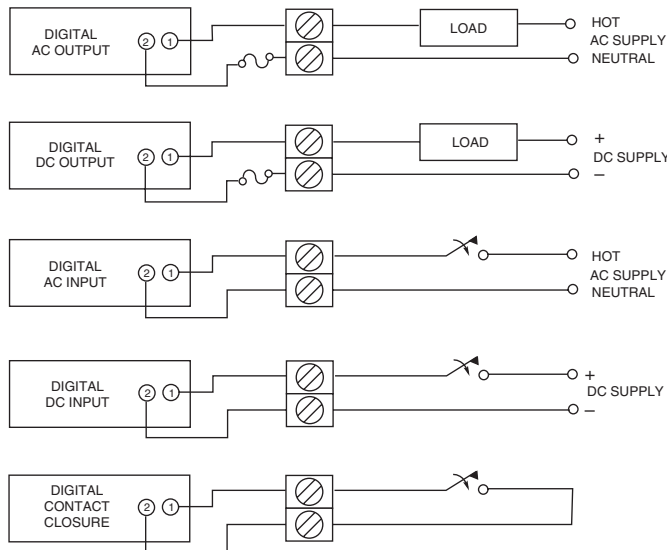 DIGITAL
AC OUTPUT
2 1
LOAD
HOT
AC SUPPLY
NEUTRAL
DIGITAL
DC OUTPUT
2 1
LOAD
+
DC SUPPLY
–
DIGITAL
AC INPUT
2 1
HOT
AC SUPPLY
NEUTRAL
DIGITAL
DC INPUT
2 1
+
DC SUPPLY
–
DIGITAL
CONTACT
CLOSURE
2 1